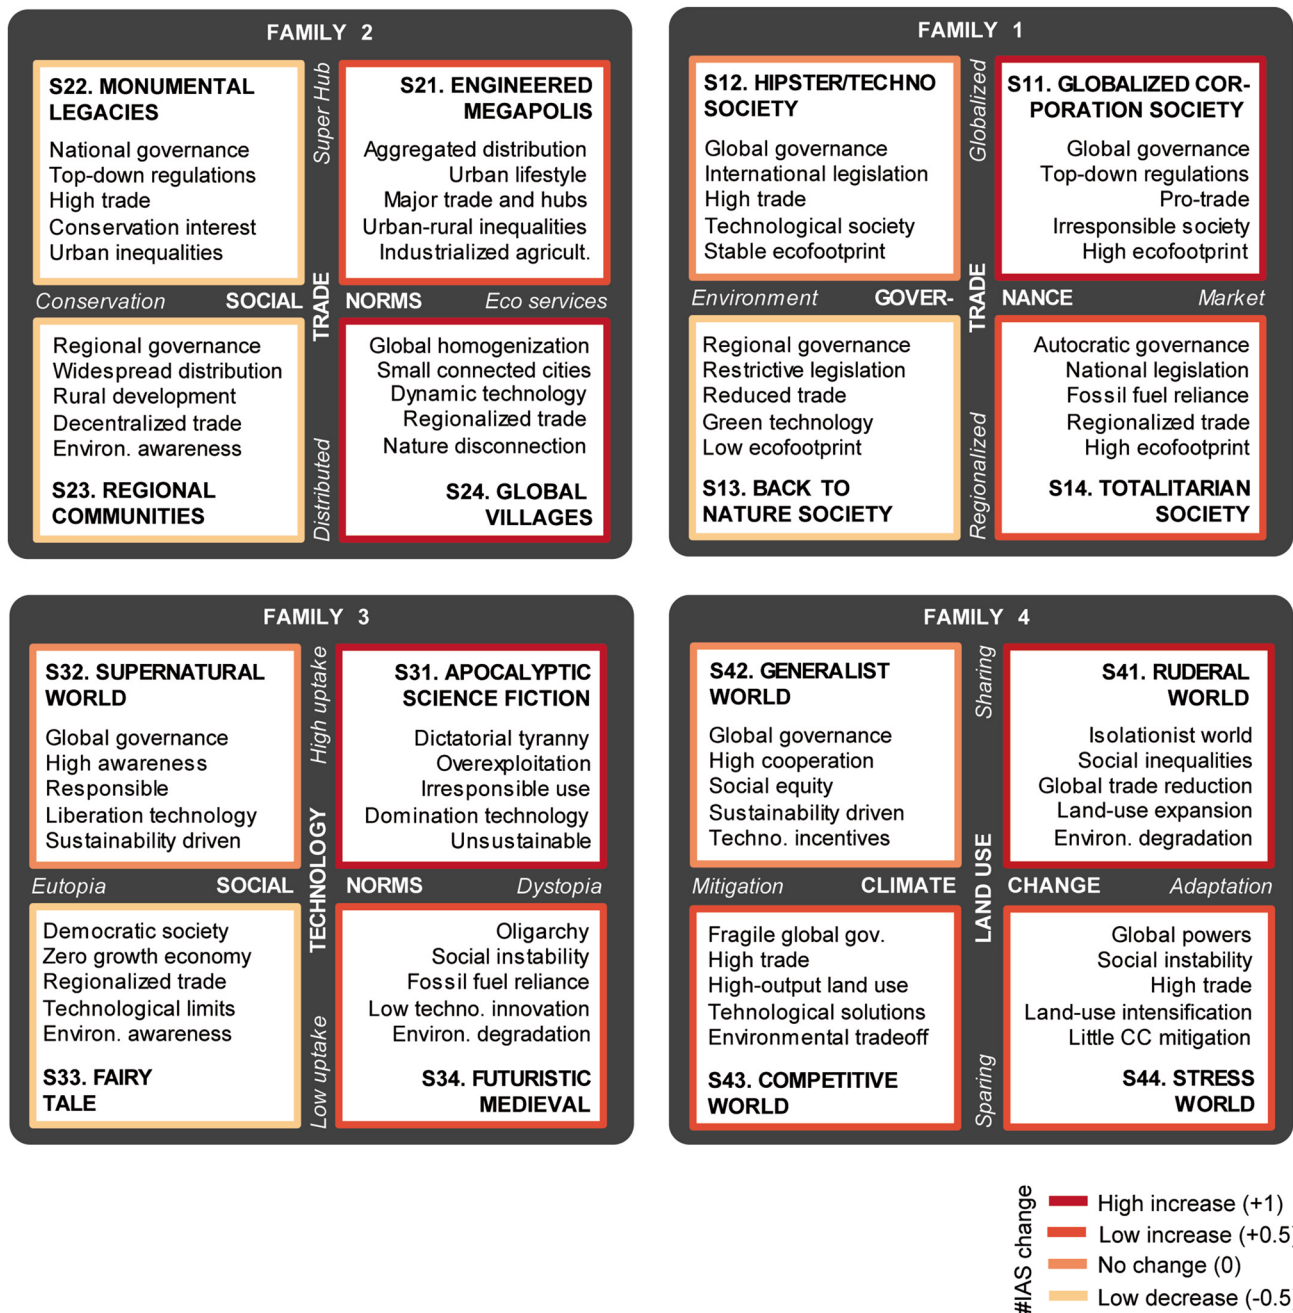 FAMILY 2
S22. MONUMENTAL
LEGACIES
National governance
Top-down regulations
High trade
Conservation interest
Urban inequalities
Super Hub
S21. ENGINEERED
MEGAPOLIS
Aggregated distribution
Urban lifestyle
Major trade and hubs
Urban-rural inequalities
Industrialized agricult.
Conservation
SOCIAL NORMS
TRADE
Eco services
Regional governance
Widespread distribution
Rural development
Decentralized trade
Environ. awareness
S23. REGIONAL
COMMUNITIES
Distributed
Global homogenization
Small connected cities
Dynamic technology
Regionalized trade
Nature disconnection
S24. GLOBAL
VILLAGES
FAMILY 1
S12. HIPSTER/TECHNO
SOCIETY
Global governance
International legislation
High trade
Technological society
Stable ecofootprint
Globalized
S11. GLOBALIZED COR-
PORATION SOCIETY
Global governance
Top-down regulations
Pro-trade
Irresponsible society
High ecofootprint
Environment
GOVER- NANCE
TRADE
Market
Regional governance
Restrictive legislation
Reduced trade
Green technology
Low ecofootprint
S13. BACK TO
NATURE SOCIETY
Regionalized
Autocratic governance
National legislation
Fossil fuel reliance
Regionalized trade
High ecofootprint
S14. TOTALITARIAN
SOCIETY
FAMILY 3
S32. SUPERNATURAL
WORLD
Global governance
High awareness
Responsible
Liberation technology
Sustainability driven
High uptake
S31. APOCALYPTIC
SCIENCE FICTION
Dictatorial tyranny
Overexploitation
Irresponsible use
Domination technology
Unsustainable
Eutopia
SOCIAL NORMS
TECHNOLOGY
Dystopia
Democratic society
Zero growth economy
Regionalized trade
Technological limits
Environ. awareness
S33. FAIRY
TALE
Low uptake
Oligarchy
Social instability
Fossil fuel reliance
Low techno. innovation
Environ. degradation
S34. FUTURISTIC
MEDIEVAL
FAMILY 4
S42. GENERALIST
WORLD
Global governance
High cooperation
Social equity
Sustainability driven
Techno. incentives
Sharing
S41. RUDERAL
WORLD
Isolationist world
Social inequalities
Global trade reduction
Land-use expansion
Environ. degradation
Mitigation
CLIMATE CHANGE
LAND USE
Adaptation
Fragile global gov.
High trade
High-output land use
Tehnological solutions
Environmental tradeoff
S43. COMPETITIVE
WORLD
Sparing
Global powers
Social instability
High trade
Land-use intensification
Little CC mitigation
S44. STRESS
WORLD
#IAS change
High increase (+1)
Low increase (+0.5)
No change (0)
Low decrease (-0.5